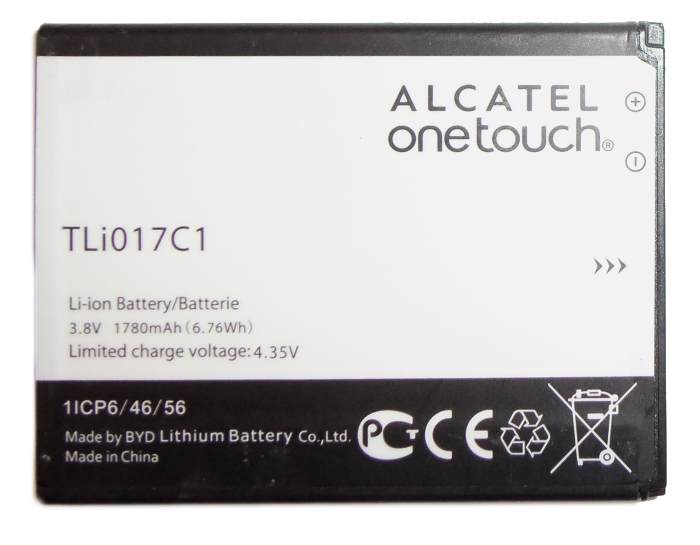 ALCATEL
onetouch®
TLi017C1
Li-ion Battery/Batterie
3.8V 1780mAh (6.76Wh)
Limited charge voltage: 4.35V
1ICP6/46/56
Made by BYD Lithium Battery Co.,Ltd.
Made in China